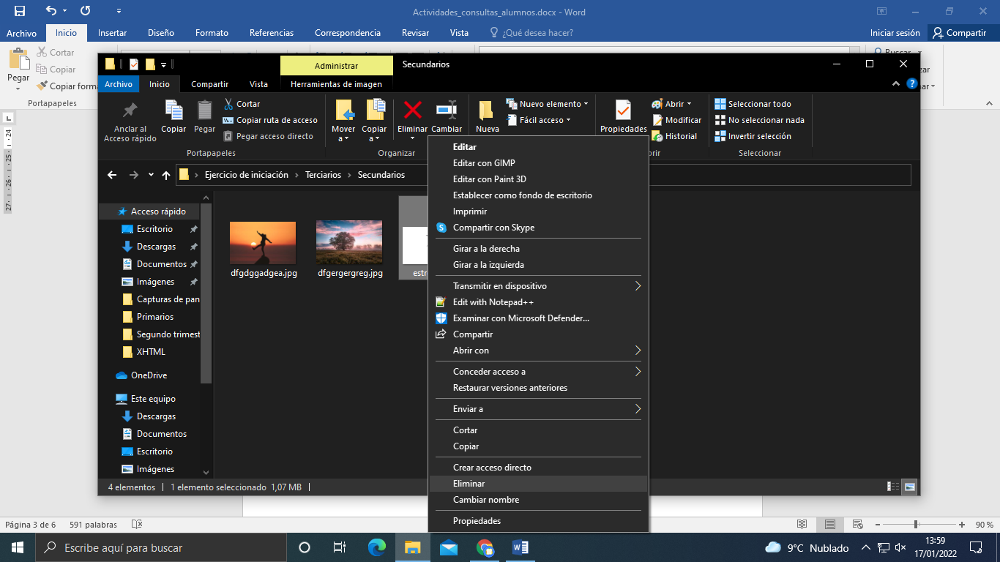 Actividades_consultas_alumnos.docx - Word
Archivo Inicio Insertar Diseño Formato Referencias Correspondencia Revisar Vista ¿Qué desea hacer? Iniciar sesión Compartir
Pegar
Cortar
Copiar
Copiar forma
Portapapeles
Buscar
Administrar Secundarios
Archivo Inicio Compartir Vista Herramientas de imagen
Anclar al
Acceso rápido
Copiar
Pegar
Cortar
Copiar ruta de acceso
Pegar acceso directo
Portapapeles
Mover
a
Copiar
a
Eliminar
Cambiar
Organizar
Nueva
Nuevo elemento
Fácil acceso
Propiedades
Abrir
Modificar
Historial
Seleccionar todo
No seleccionar nada
Invertir selección
Seleccionar
Ejercicio de iniciación › Terciarios › Secundarios
Acceso rápido
Escritorio
Descargas
Documentos
Imágenes
Capturas de pan
Primarios
Segundo trimest
XHTML
OneDrive
Este equipo
Descargas
Documentos
Escritorio
Imágenes
dfgdggadgea.jpg
dfgergergreg.jpg
estr
Editar
Editar con GIMP
Editar con Paint 3D
Establecer como fondo de escritorio
Imprimir
Compartir con Skype
Girar a la derecha
Girar a la izquierda
Transmitir en dispositivo
Edit with Notepad++
Examinar con Microsoft Defender...
Compartir
Abrir con
Conceder acceso a
Restaurar versiones anteriores
Enviar a
Cortar
Copiar
Crear acceso directo
Eliminar
Cambiar nombre
Propiedades
4 elementos 1 elemento seleccionado 1,07 MB
24
25
26
27
Página 3 de 6 591 palabras 90 %
Escribe aquí para buscar
9°C Nublado
13:59
17/01/2022